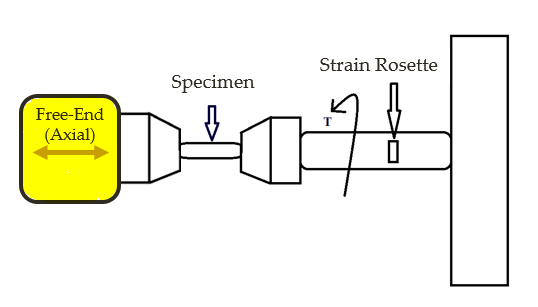 Strain Rosette
Specimen
Free-End
(Axial)
T